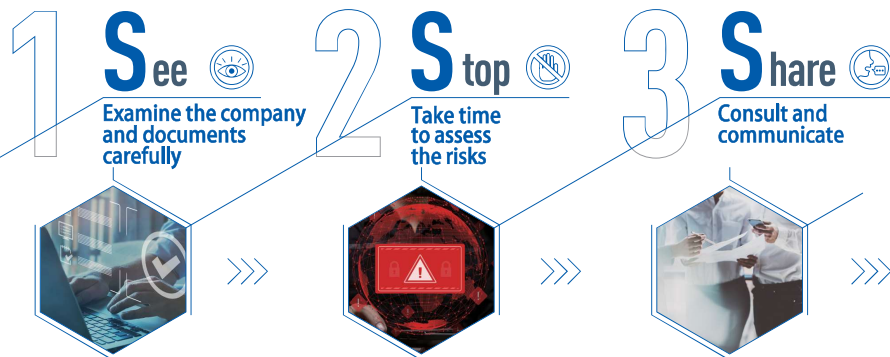 1 See
Examine the company
and documents
carefully
2 Stop
Take time
to assess
the risks
3 Share
Consult and
communicate